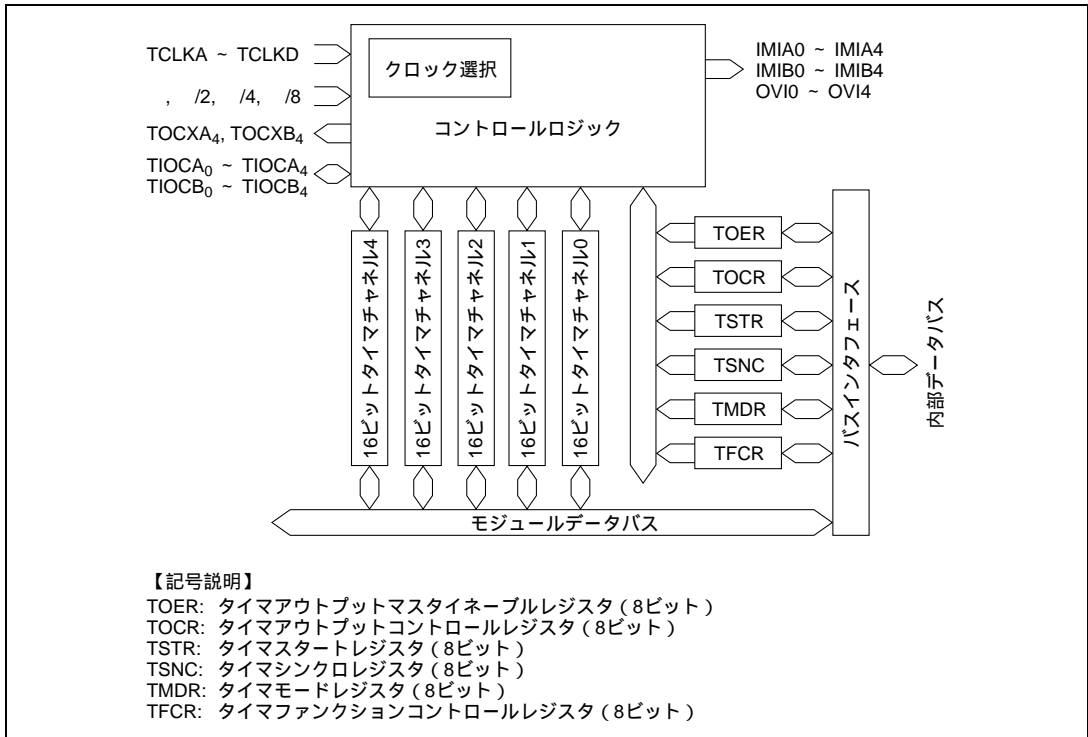 TCLKA ~ TCLKD
, /2, /4, /8
TOCXA4, TOCXB4
TIOCA0 ~ TIOCA4
TIOCB0 ~ TIOCB4
クロック選択
コントロールロジック
IMIA0 ~ IMIA4
IMIB0 ~ IMIB4
OVI0 ~ OVI4
16ビットタイマチャネル4
16ビットタイマチャネル3
16ビットタイマチャネル2
16ビットタイマチャネル1
16ビットタイマチャネル0
TOER
TOCR
TSTR
TSNC
TMDR
TFCR
バスインタフェース
内部データバス
モジュールデータバス
【記号説明】
TOER: タイマアウトプットマスタイネーブルレジスタ(8ビット)
TOCR: タイマアウトプットコントロールレジスタ(8ビット)
TSTR: タイマスタートレジスタ(8ビット)
TSNC: タイマシンクロレジスタ(8ビット)
TMDR: タイマモードレジスタ(8ビット)
TFCR: タイマファンクションコントロールレジスタ(8ビット)